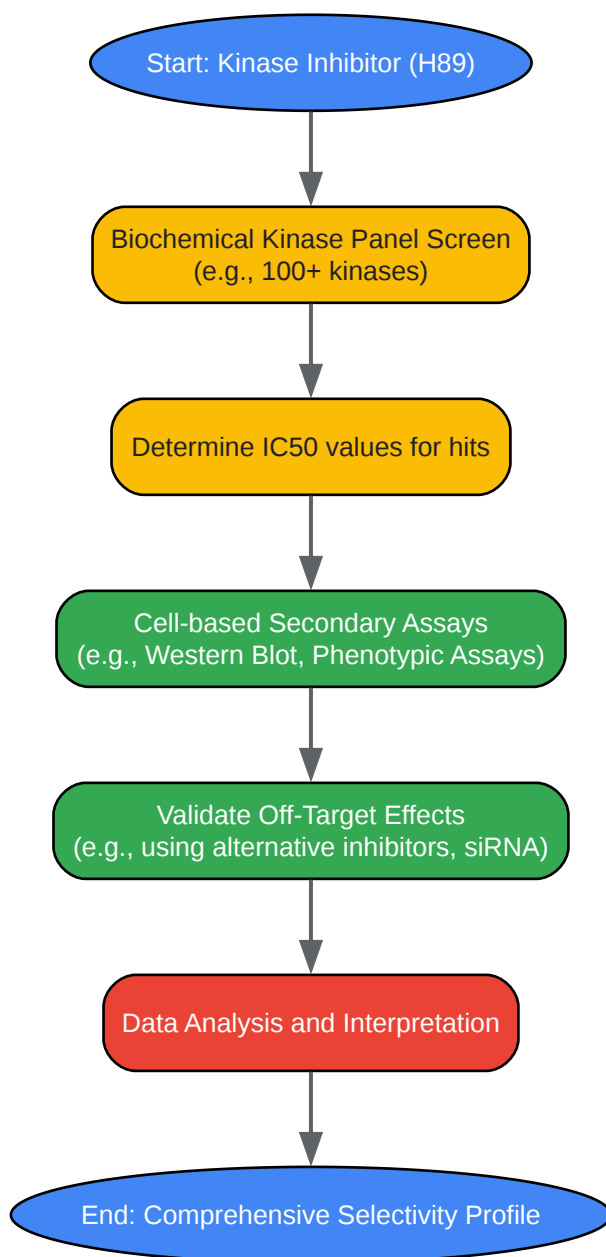 Start: Kinase Inhibitor (H89)
Biochemical Kinase Panel Screen
(e.g., 100+ kinases)
Determine IC50 values for hits
Cell-based Secondary Assays
(e.g., Western Blot, Phenotypic Assays)
Validate Off-Target Effects
(e.g., using alternative inhibitors, siRNA)
Data Analysis and Interpretation
End: Comprehensive Selectivity Profile